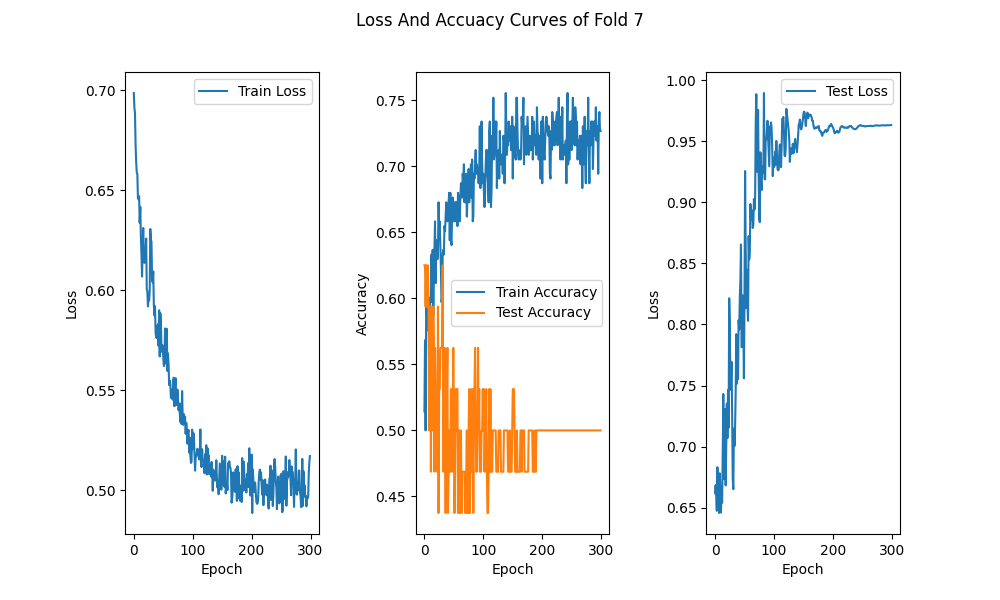 Loss And Accuacy Curves of Fold 7
Loss
0.70
0.65
0.60
0.55
0.50
Train Loss
0 100 200 300
Epoch
Accuracy
0.75
0.70
0.65
0.60
0.55
0.50
0.45
Train Accuracy
Test Accuracy
0 100 200 300
Epoch
Loss
1.00
0.95
0.90
0.85
0.80
0.75
0.70
0.65
Test Loss
0 100 200 300
Epoch